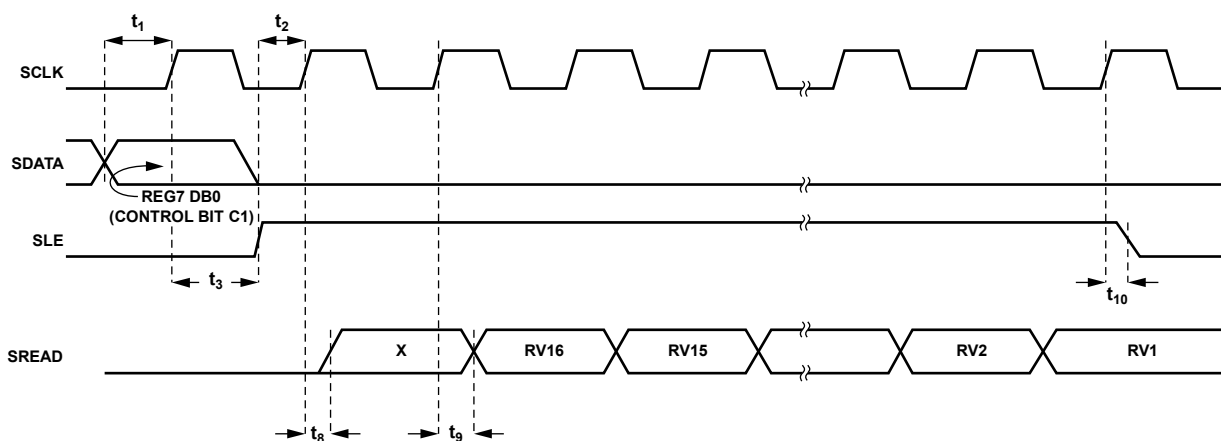 t1
t2
SCLK
SDATA
REG7 DB0
(CONTROL BIT C1)
SLE
t3
t10
SREAD
X
RV16
RV15
RV2
RV1
t8
t9